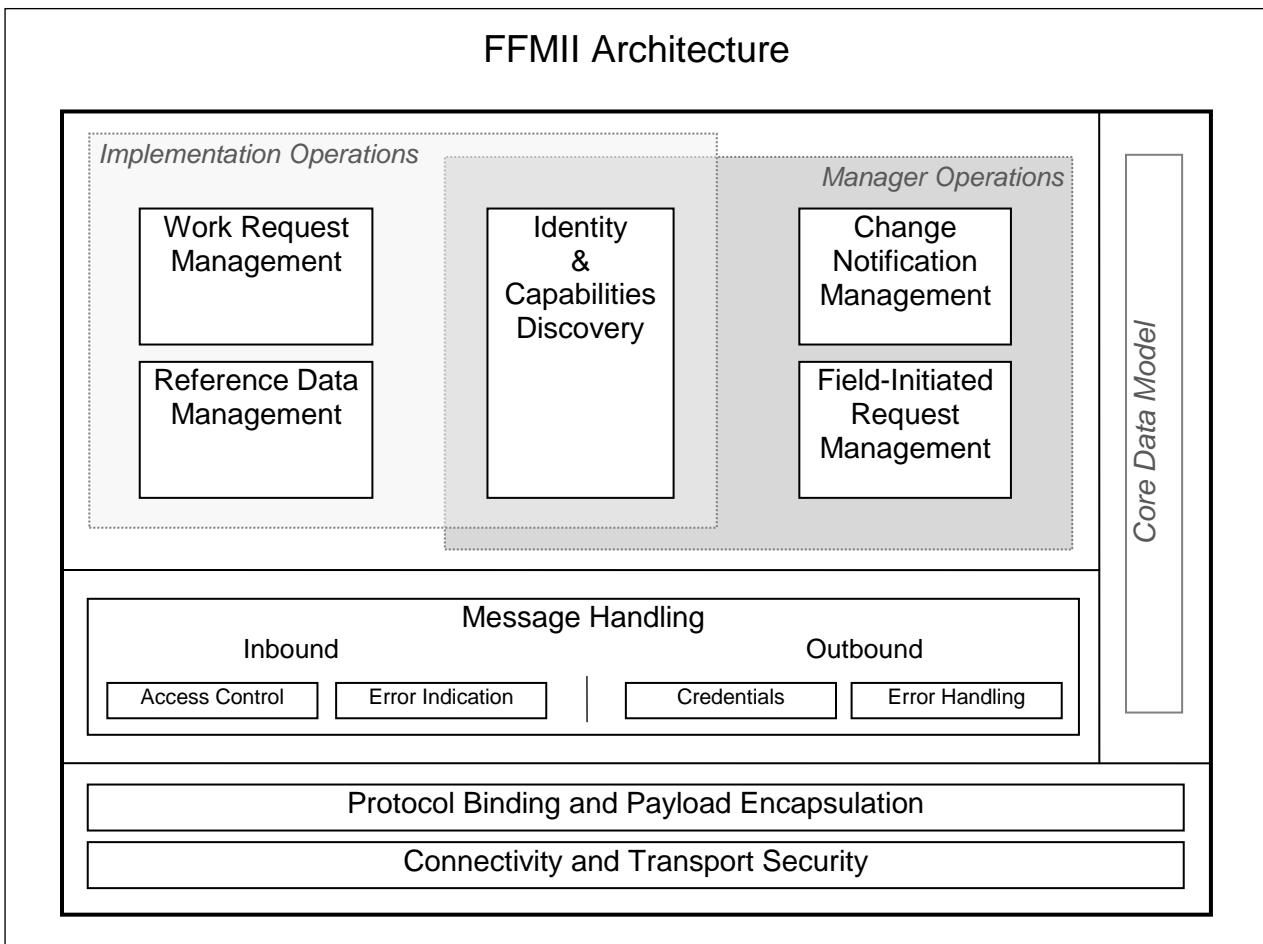 FFMII Architecture
Implementation Operations
Manager Operations
Work Request
Management
Identity
&
Capabilities
Discovery
Change
Notification
Management
Reference Data
Management
Field-Initiated
Request
Management
Core Data Model
Message Handling
Inbound
Outbound
Access Control
Error Indication
Credentials
Error Handling
Protocol Binding and Payload Encapsulation
Connectivity and Transport Security